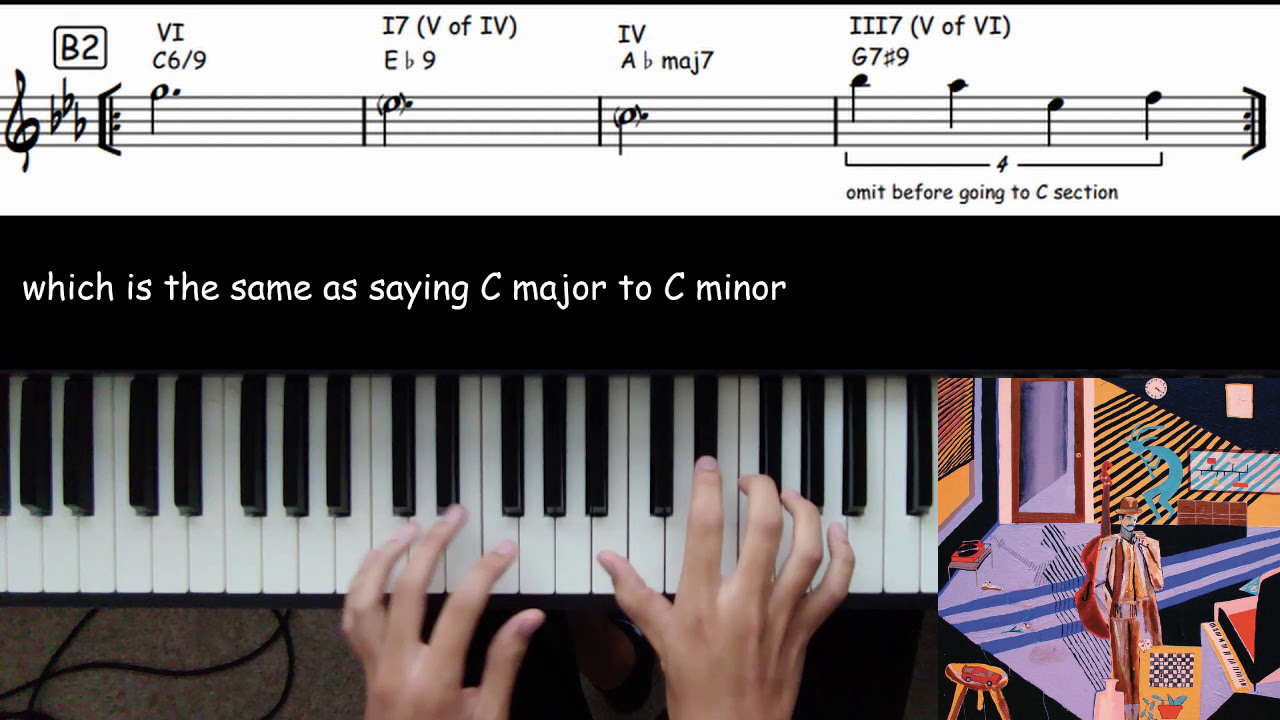 VI
I7 (V of IV)
IV
III7 (V of VI)
B2
C6/9
E♭9
A♭maj7
G7♯9
4
omit before going to C section
which is the same as saying C major to C minor